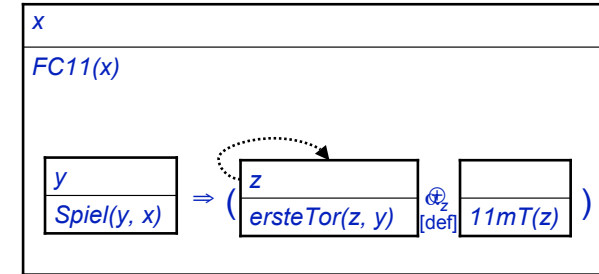 x
FC11(x)
y
z
Spiel(y, x) ⇒ ( ersteTor(z, y) [def] 11mT(z) )